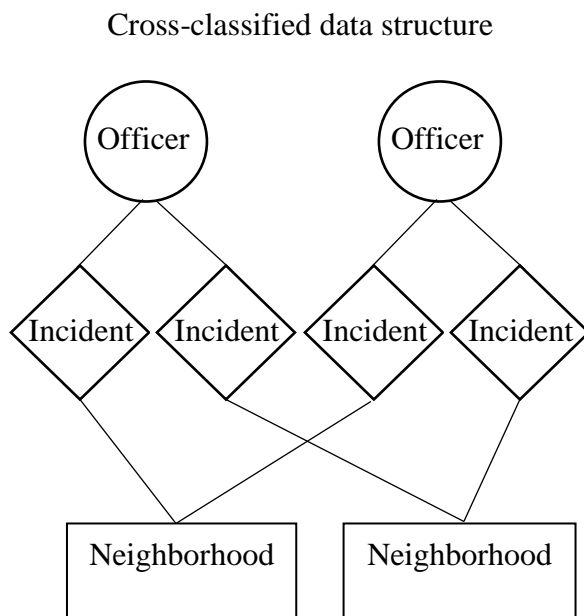 Cross-classified data structure
Officer Officer
Incident Incident Incident Incident
Neighborhood Neighborhood